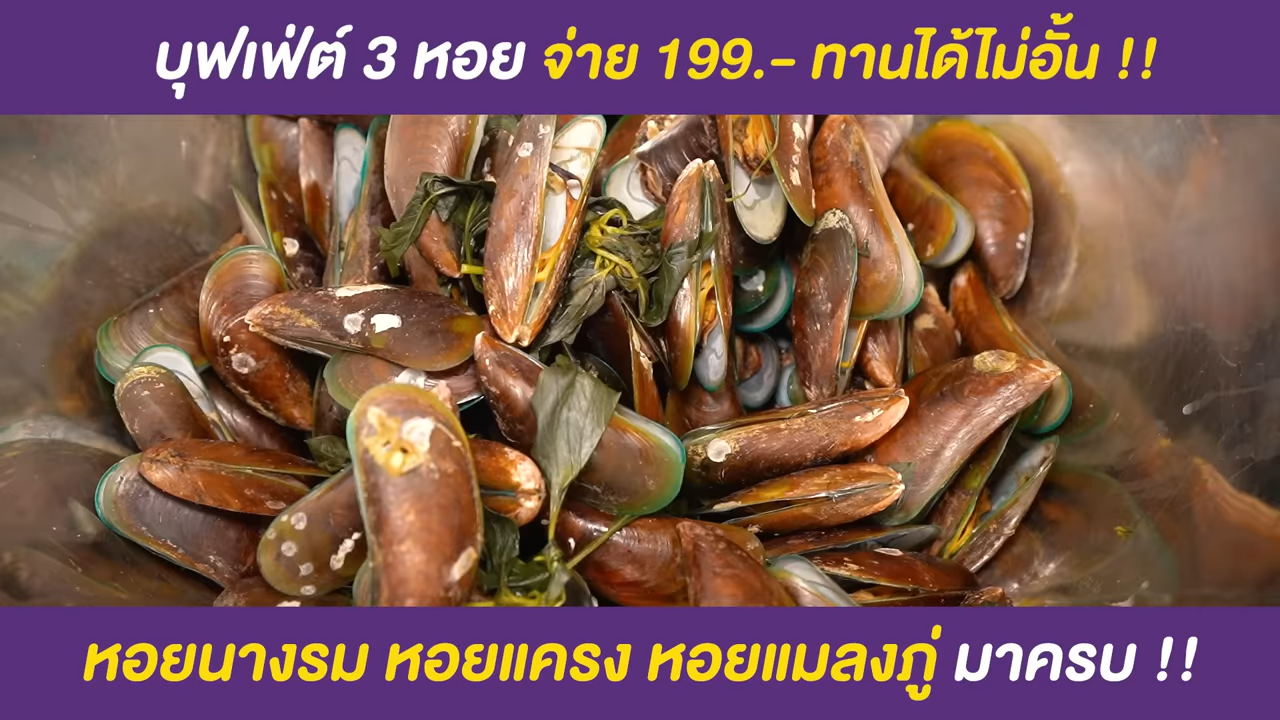 บุฟเฟ่ต์ 3 หอย จ่าย 199.- ทานได้ไม่อั้น !!
หอยนางรม หอยแครง หอยแมลงภู่ มาครบ !!